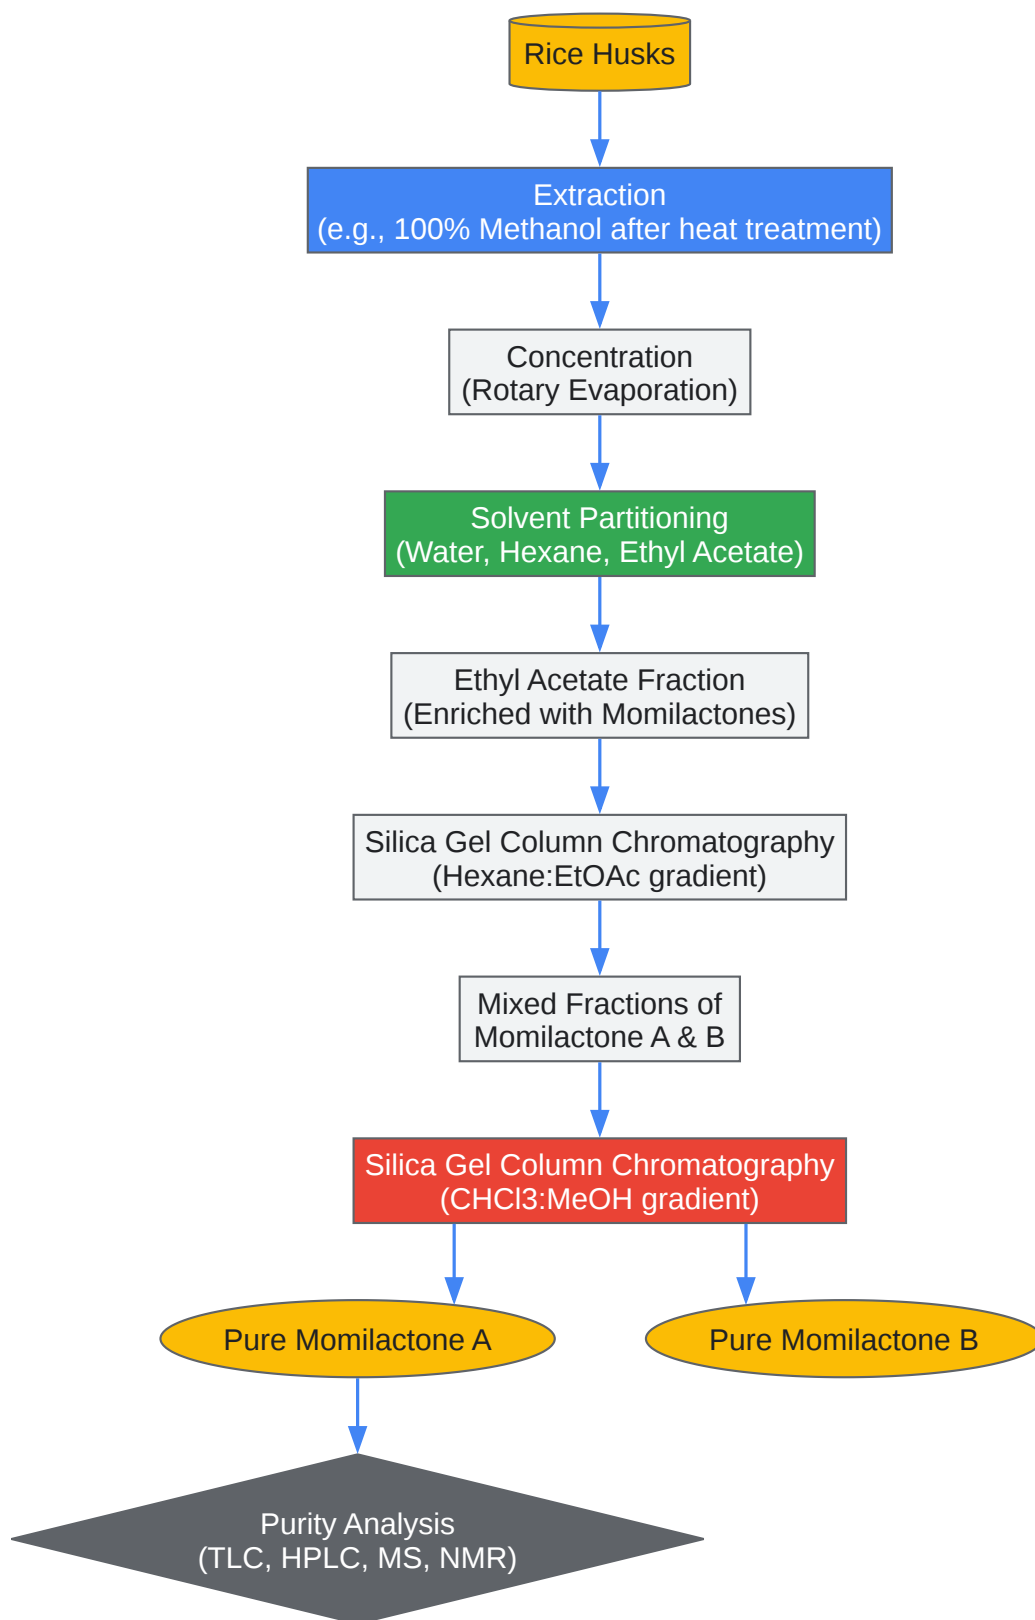 Rice Husks
Extraction
(e.g., 100% Methanol after heat treatment)
Concentration
(Rotary Evaporation)
Solvent Partitioning
(Water, Hexane, Ethyl Acetate)
Ethyl Acetate Fraction
(Enriched with Momilactones)
Silica Gel Column Chromatography
(Hexane:EtOAc gradient)
Mixed Fractions of
Momilactone A & B
Silica Gel Column Chromatography
(CHCl3:MeOH gradient)
Pure Momilactone A
Pure Momilactone B
Purity Analysis
(TLC, HPLC, MS, NMR)